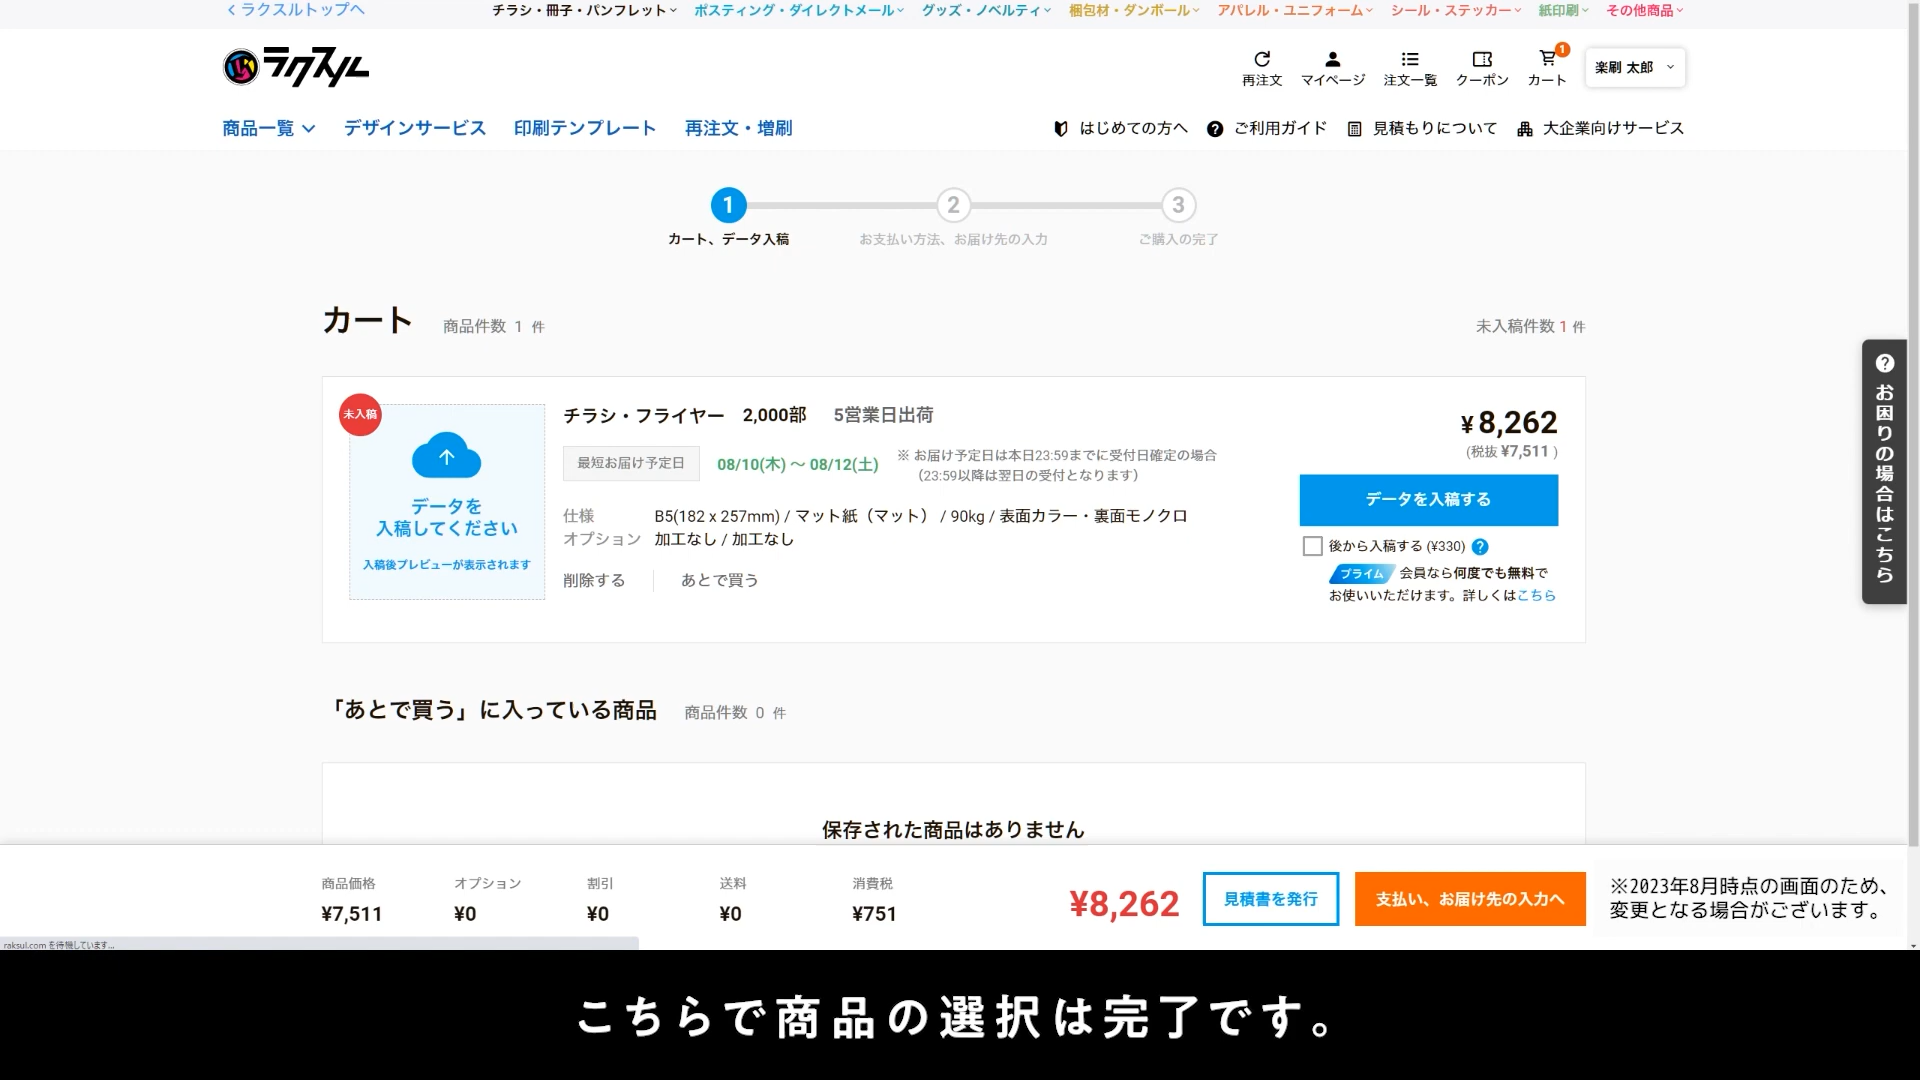 ラクスルトップへ
チラシ・冊子・パンフレット ポスティング・ダイレクトメール グッズ・ノベルティ 梱包材・ダンボール アパレル・ユニフォーム シール・ステッカー 紙印刷 その他商品
ラクスル
再注文 マイページ 注文一覧 クーポン カート 1 楽刷 太郎
商品一覧 デザインサービス 印刷テンプレート 再注文・増刷 はじめての方へ ご利用ガイド 見積もりについて 大企業向けサービス
1 2 3
カート、データ入稿 お支払い方法、お届け先の入力 ご購入の完了
カート 商品件数 1 件 未入稿件数 1 件
未入稿
データを
入稿してください
入稿後プレビューが表示されます
チラシ・フライヤー 2,000部 5営業日出荷
最短お届け予定日 08/10(木) ～ 08/12(土)
※ お届け予定日は本日23:59までに受付日確定の場合
（23:59以降は翌日の受付となります）
仕様 B5(182 x 257mm) / マット紙（マット） / 90kg / 表面カラー・裏面モノクロ
オプション 加工なし / 加工なし
削除する あとで買う
¥8,262
(税抜 ¥7,511 )
データを入稿する
後から入稿する (¥330) ?
プライム 会員なら何度でも無料で
お使いいただけます。詳しくはこちら
? お困りの場合はこちら
「あとで買う」に入っている商品 商品件数 0 件
保存された商品はありません
商品価格 オプション 割引 送料 消費税
¥7,511 ¥0 ¥0 ¥0 ¥751
¥8,262 見積書を発行 支払い、お届け先の入力へ
※2023年8月時点の画面のため、
変更となる場合がございます。
raksul.com を待機しています...
こちらで商品の選択は完了です。